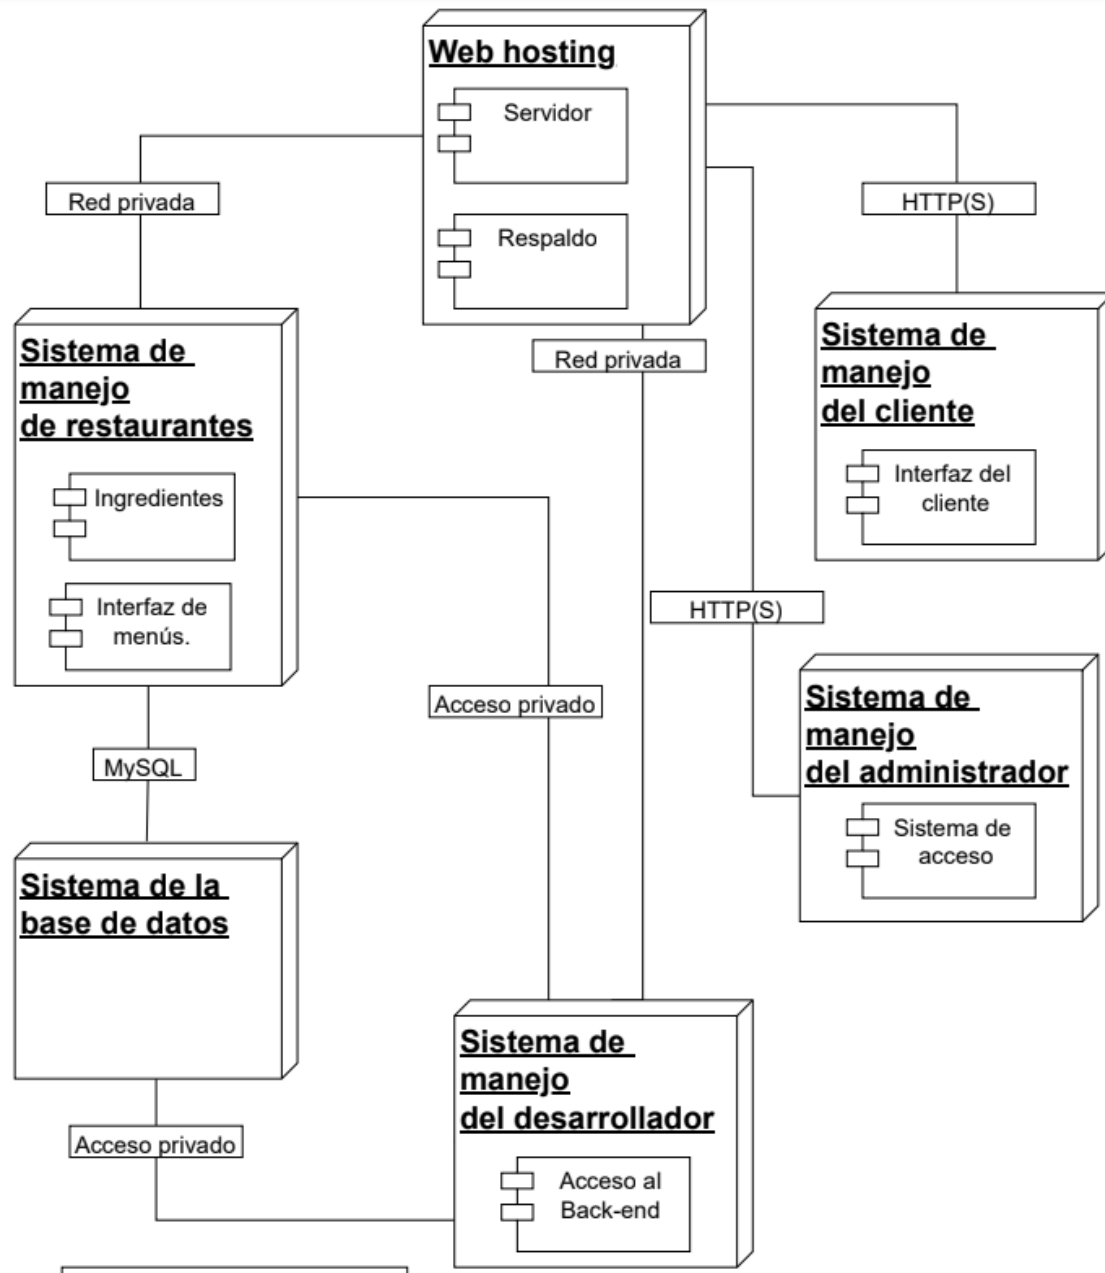 Web hosting
Servidor
Respaldo
Red privada
HTTP(S)
Red privada
Sistema de
manejo
de restaurantes
Ingredientes
Interfaz de
menús.
Sistema de
manejo
del cliente
Interfaz del
cliente
HTTP(S)
Acceso privado
MySQL
Sistema de
manejo
del administrador
Sistema de
acceso
Sistema de la
base de datos
Acceso privado
Sistema de
manejo
del desarrollador
Acceso al
Back-end